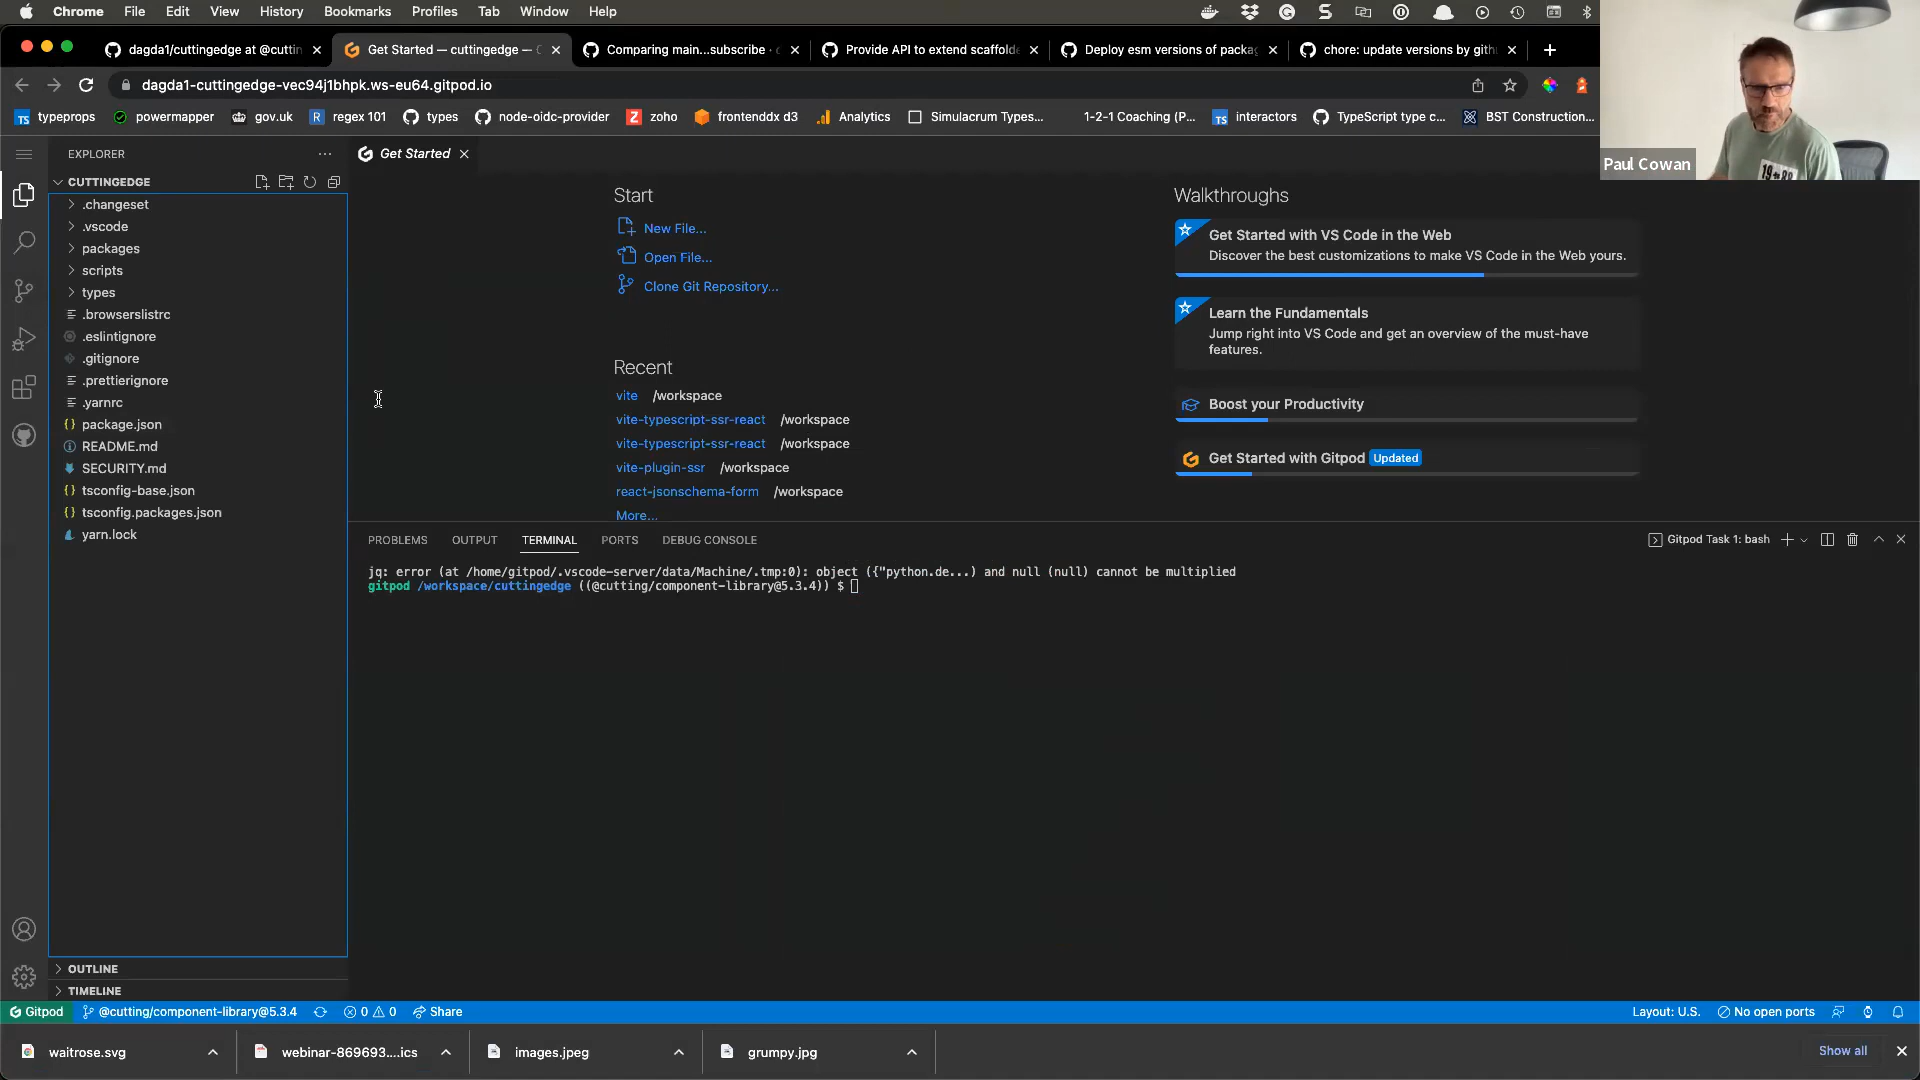 Chrome File Edit View History Bookmarks Profiles Tab Window Help
dagda1/cuttingedge at @cuttin
Get Started — cuttingedge —
Comparing main...subscribe ·
Provide API to extend scaffold
Deploy esm versions of packa
chore: update versions by gith
dagda1-cuttingedge-vec94j1bhpk.ws-eu64.gitpod.io
TS typeprops powermapper gov.uk R regex 101 types node-oidc-provider Z zoho frontenddx d3 Analytics Simulacrum Types... 1-2-1 Coaching (P... TS interactors TypeScript type c... BST Construction...
19
Paul Cowan
EXPLORER
Get Started
CUTTINGEDGE
.changeset
.vscode
packages
scripts
types
.browserslistrc
.eslintignore
.gitignore
.prettierignore
.yarnrc
package.json
README.md
SECURITY.md
tsconfig-base.json
tsconfig.packages.json
yarn.lock
OUTLINE
TIMELINE
Start
New File...
Open File...
Clone Git Repository...
Recent
vite /workspace
vite-typescript-ssr-react /workspace
vite-typescript-ssr-react /workspace
vite-plugin-ssr /workspace
react-jsonschema-form /workspace
More...
Walkthroughs
Get Started with VS Code in the Web
Discover the best customizations to make VS Code in the Web yours.
Learn the Fundamentals
Jump right into VS Code and get an overview of the must-have
features.
Boost your Productivity
Get Started with Gitpod Updated
PROBLEMS OUTPUT TERMINAL PORTS DEBUG CONSOLE
Gitpod Task 1: bash
jq: error (at /home/gitpod/.vscode-server/data/Machine/.tmp:0): object ({"python.de...) and null (null) cannot be multiplied
gitpod /workspace/cuttingedge ((@cutting/component-library@5.3.4)) $
Gitpod @cutting/component-library@5.3.4 0 0 Share
Layout: U.S. No open ports
waitrose.svg
webinar-869693....ics
images.jpeg
grumpy.jpg
Show all